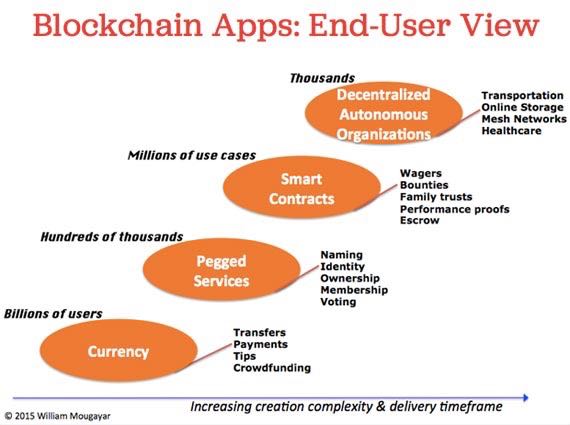 Blockchain Apps: End-User View
Thousands
Decentralized
Autonomous
Organizations
Transportation
Online Storage
Mesh Networks
Healthcare
Millions of use cases
Smart
Contracts
Wagers
Bounties
Family trusts
Performance proofs
Escrow
Hundreds of thousands
Pegged
Services
Naming
Identity
Ownership
Membership
Voting
Billions of users
Currency
Transfers
Payments
Tips
Crowdfunding
Increasing creation complexity & delivery timeframe
© 2015 William Mougayar